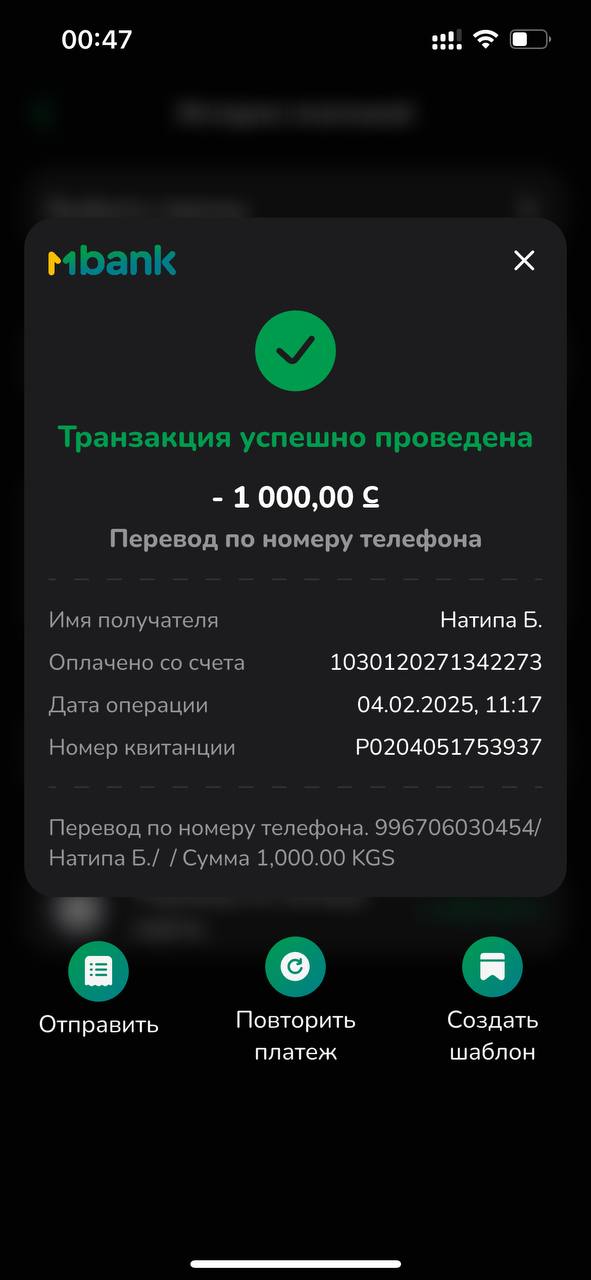 00:47
Mbank
Транзакция успешно проведена
- 1 000,00 С
Перевод по номеру телефона
Имя получателя Натипа Б.
Оплачено со счета 1030120271342273
Дата операции 04.02.2025, 11:17
Номер квитанции P0204051753937
Перевод по номеру телефона. 996706030454/
Натипа Б./ / Сумма 1,000.00 KGS
Отправить
Повторить
платеж
Создать
шаблон